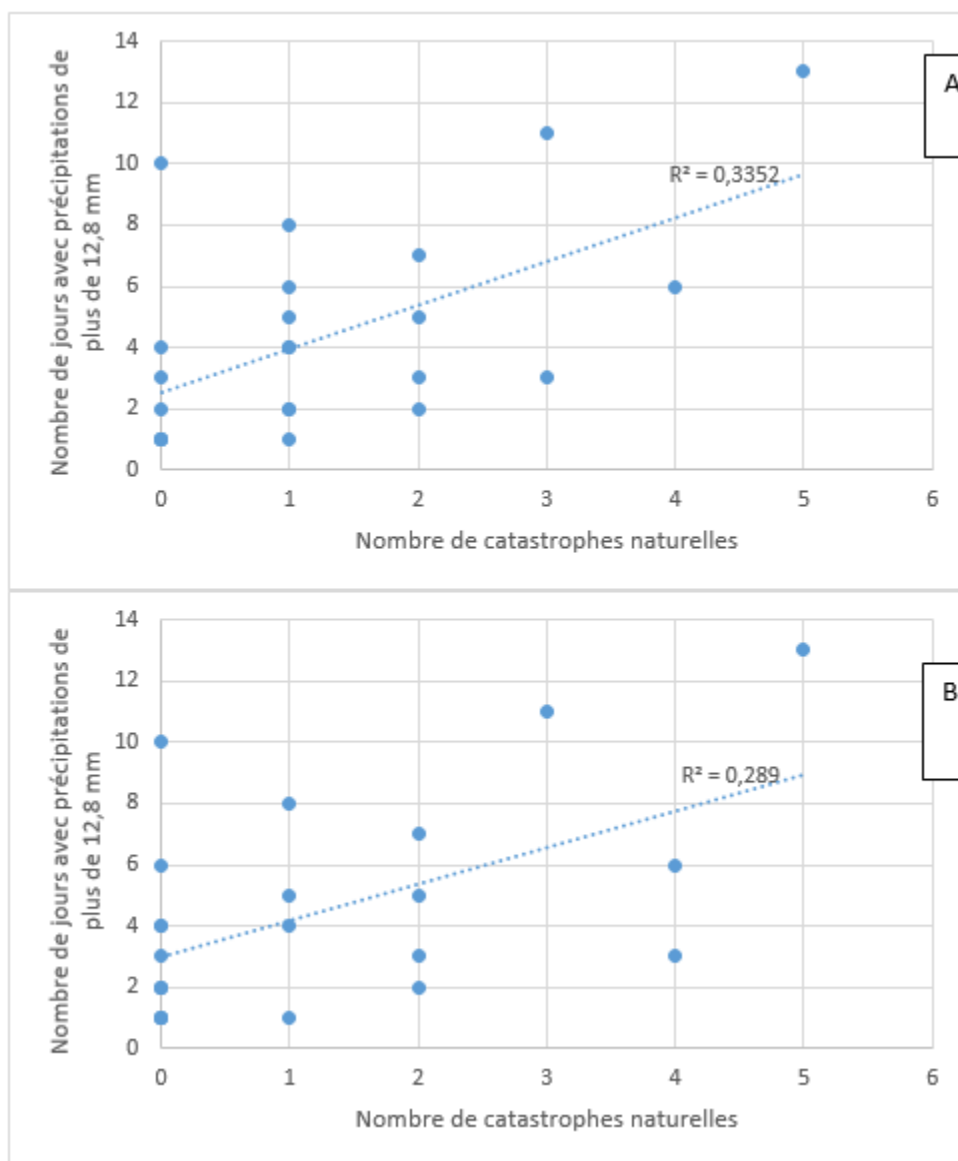 Nombre de jours avec précipitations de
plus de 12,8 mm
14
12
10
8
6
4
2
0
R² = 0,3352
A
0 1 2 3 4 5 6
Nombre de catastrophes naturelles
Nombre de jours avec précipitations de
plus de 12,8 mm
14
12
10
8
6
4
2
0
R² = 0,289
B
0 1 2 3 4 5 6
Nombre de catastrophes naturelles